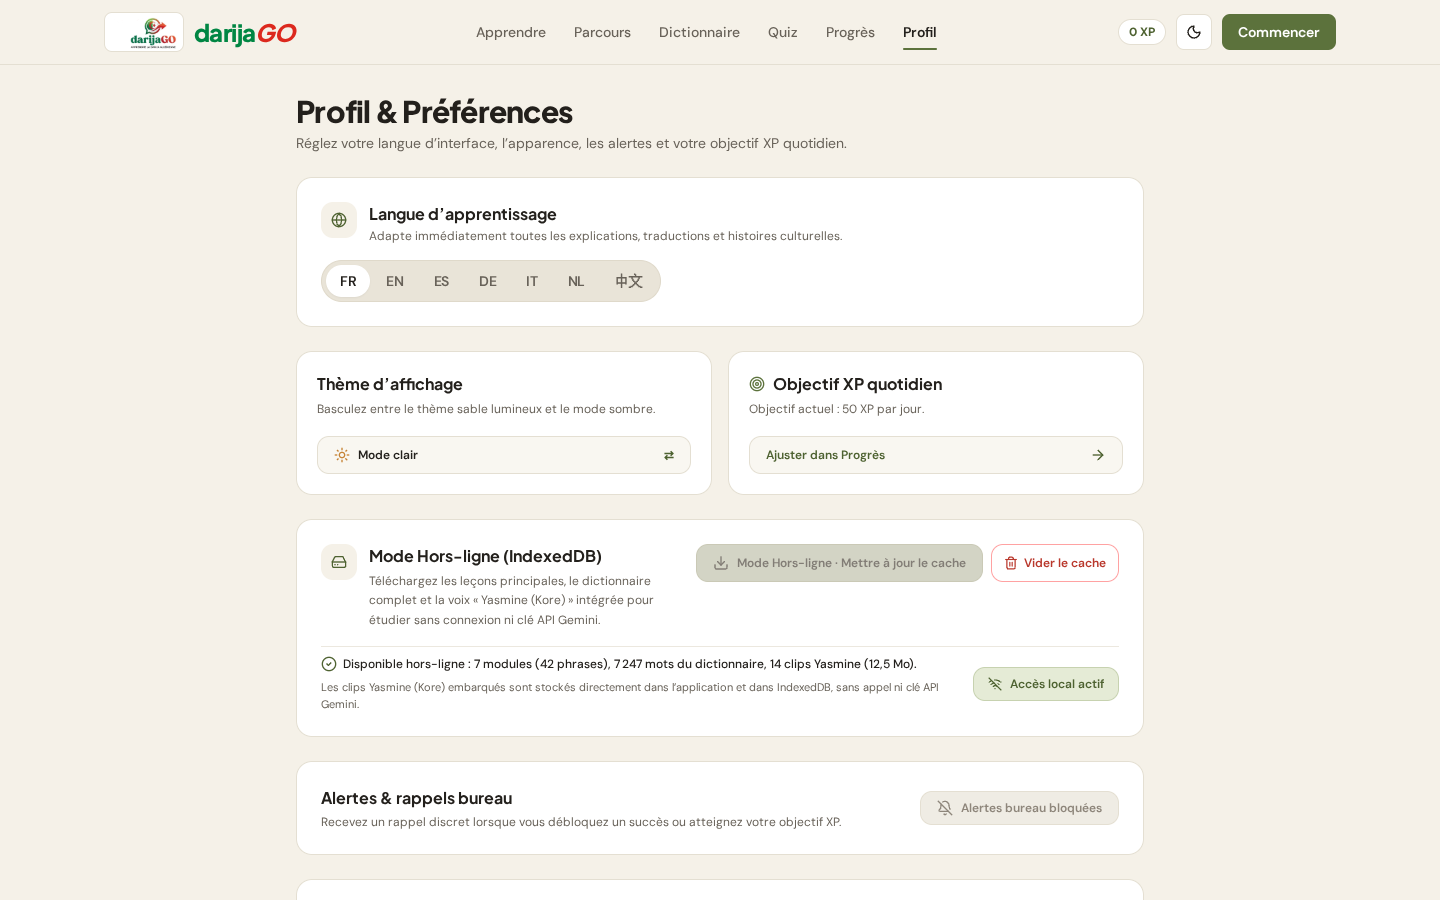 darijaGO
darijaGO
Apprendre
Parcours
Dictionnaire
Quiz
Progrès
Profil
0 XP
Commencer
Profil & Préférences
Réglez votre langue d’interface, l’apparence, les alertes et votre objectif XP quotidien.
Langue d’apprentissage
Adapte immédiatement toutes les explications, traductions et histoires culturelles.
FR
EN
ES
DE
IT
NL
中文
Thème d’affichage
Basculez entre le thème sable lumineux et le mode sombre.
Mode clair
Objectif XP quotidien
Objectif actuel : 50 XP par jour.
Ajuster dans Progrès
Mode Hors-ligne (IndexedDB)
Téléchargez les leçons principales, le dictionnaire
complet et la voix « Yasmine (Kore) » intégrée pour
étudier sans connexion ni clé API Gemini.
Mode Hors-ligne · Mettre à jour le cache
Vider le cache
Disponible hors-ligne : 7 modules (42 phrases), 7 247 mots du dictionnaire, 14 clips Yasmine (12,5 Mo).
Les clips Yasmine (Kore) embarqués sont stockés directement dans l’application et dans IndexedDB, sans appel ni clé API
Gemini.
Accès local actif
Alertes & rappels bureau
Recevez un rappel discret lorsque vous débloquez un succès ou atteignez votre objectif XP.
Alertes bureau bloquées